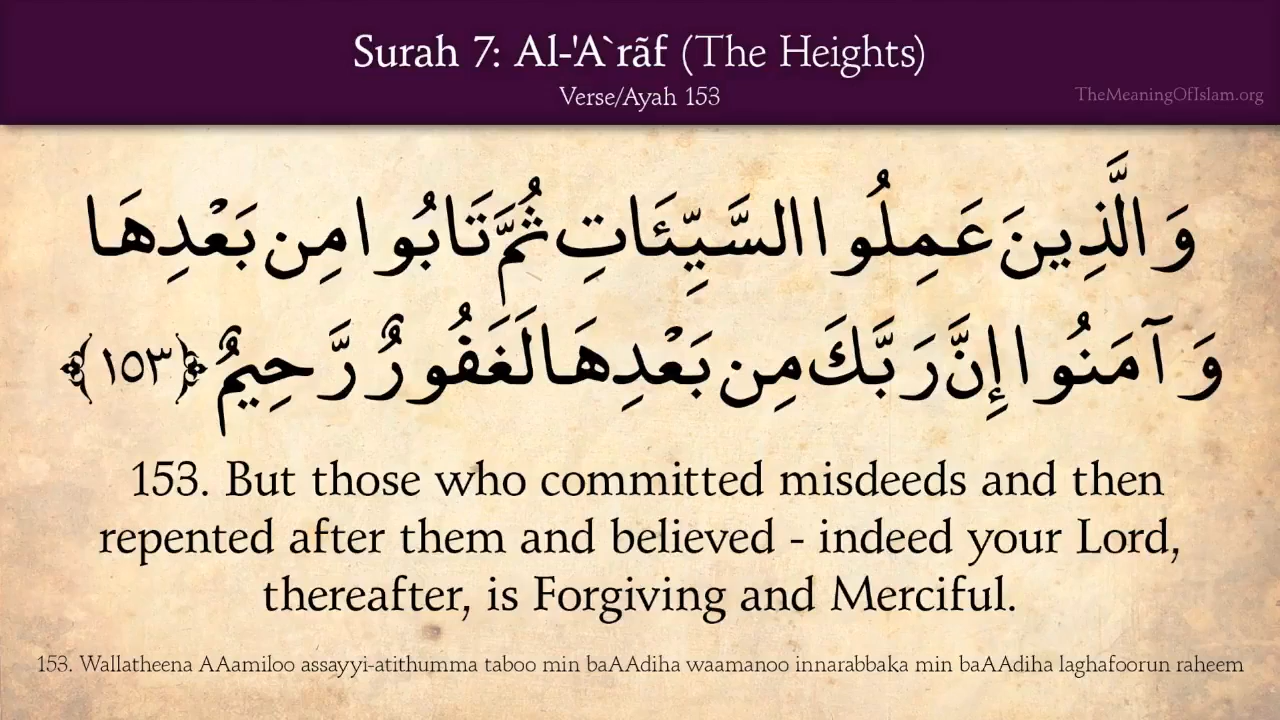 Surah 7: Al-'A`rãf (The Heights)
Verse/Ayah 153
TheMeaningOfIslam.org
وَالَّذِينَ عَمِلُوا السَّيِّئَاتِ ثُمَّ تَابُوا مِن بَعْدِهَا
وَآمَنُوا إِنَّ رَبَّكَ مِن بَعْدِهَا لَغَفُورٌ رَّحِيمٌ ﴿١٥٣﴾
153. But those who committed misdeeds and then
repented after them and believed - indeed your Lord,
thereafter, is Forgiving and Merciful.
153. Wallatheena AAamiloo assayyi-atithumma taboo min baAAdiha waamanoo innarabbaka min baAAdiha laghafoorun raheem